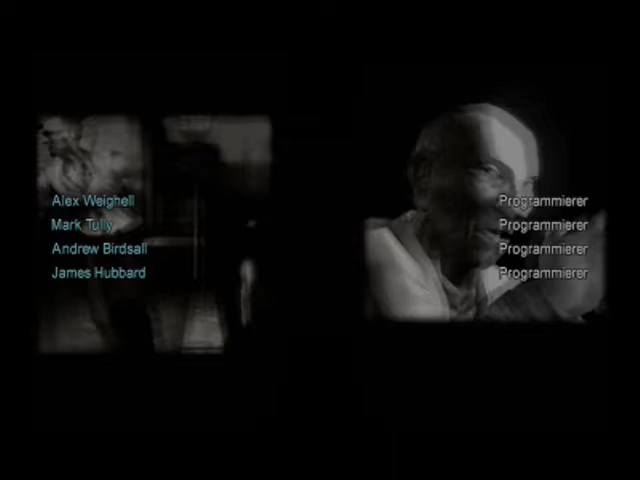 Alex Weighell Programmierer
Mark Tully Programmierer
Andrew Birdsall Programmierer
James Hubbard Programmierer